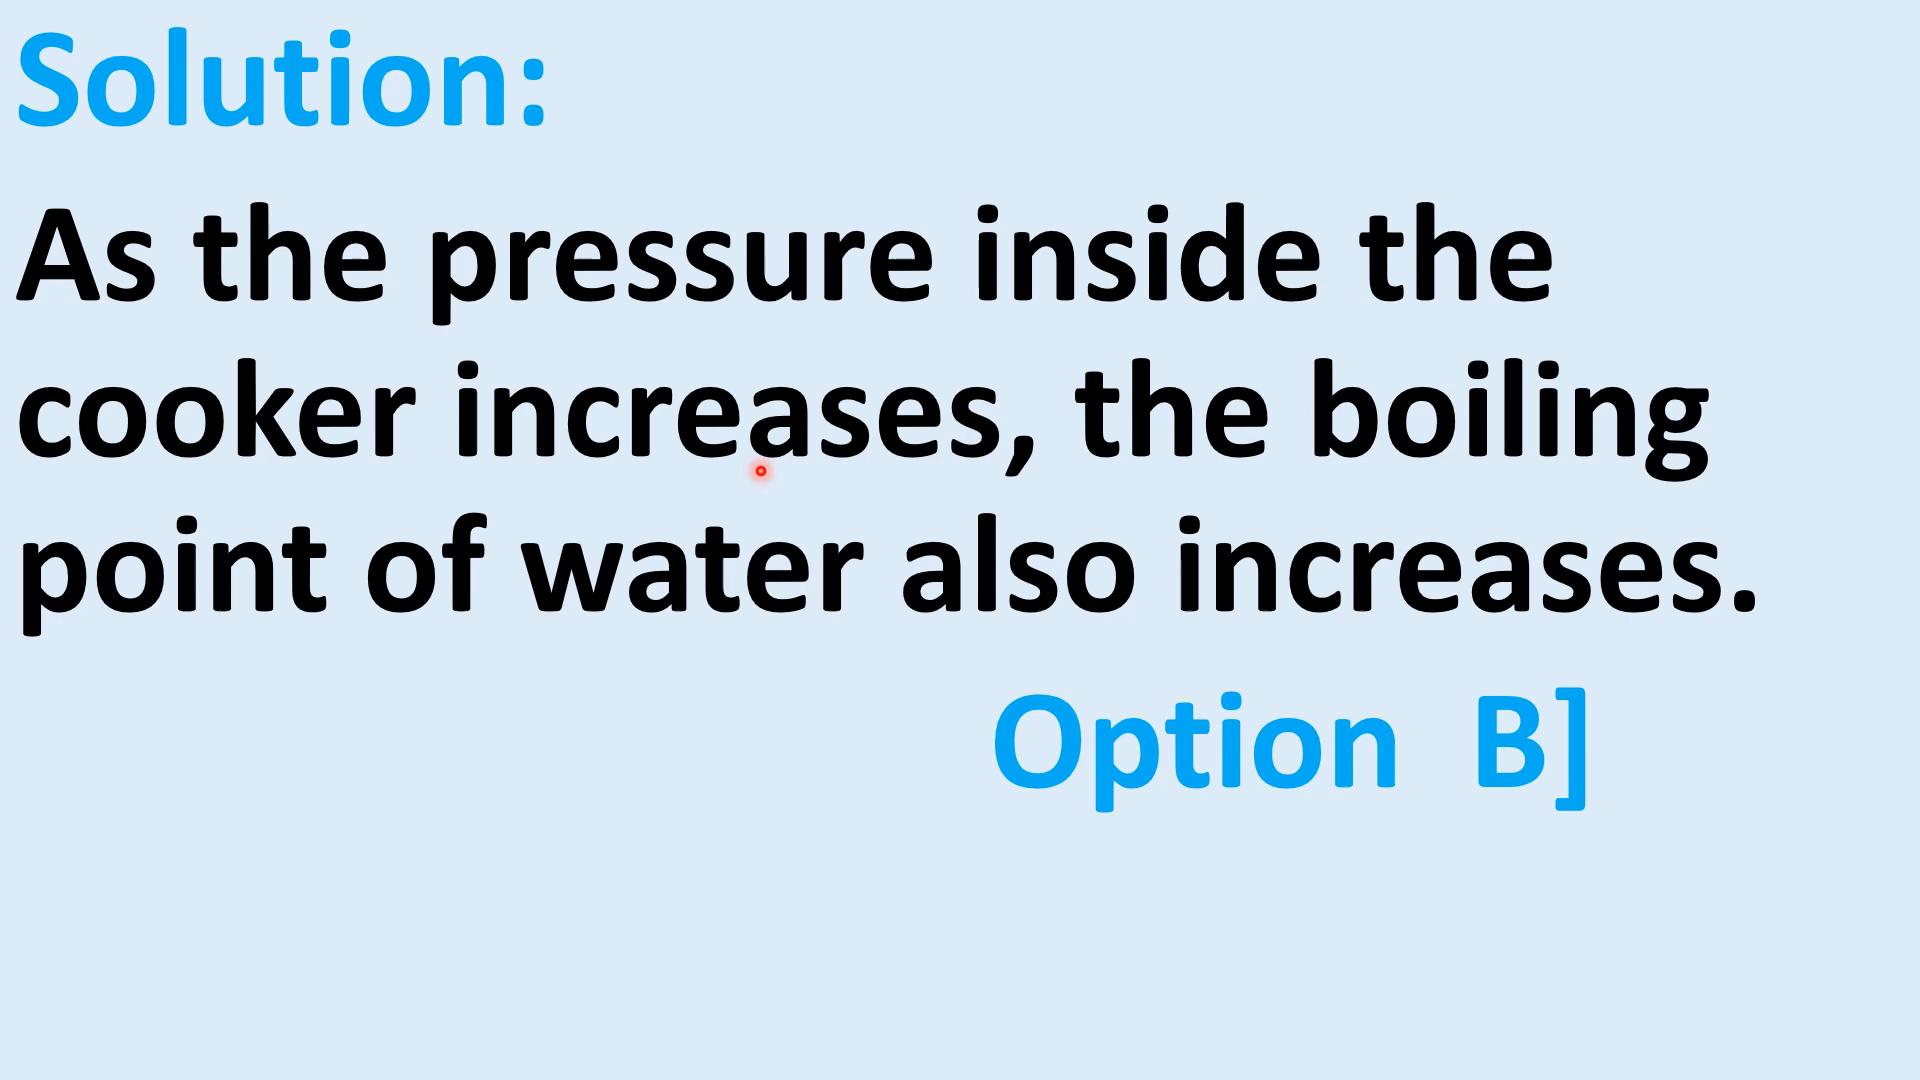 Solution:
As the pressure inside the
cooker increases, the boiling
point of water also increases.
Option B]